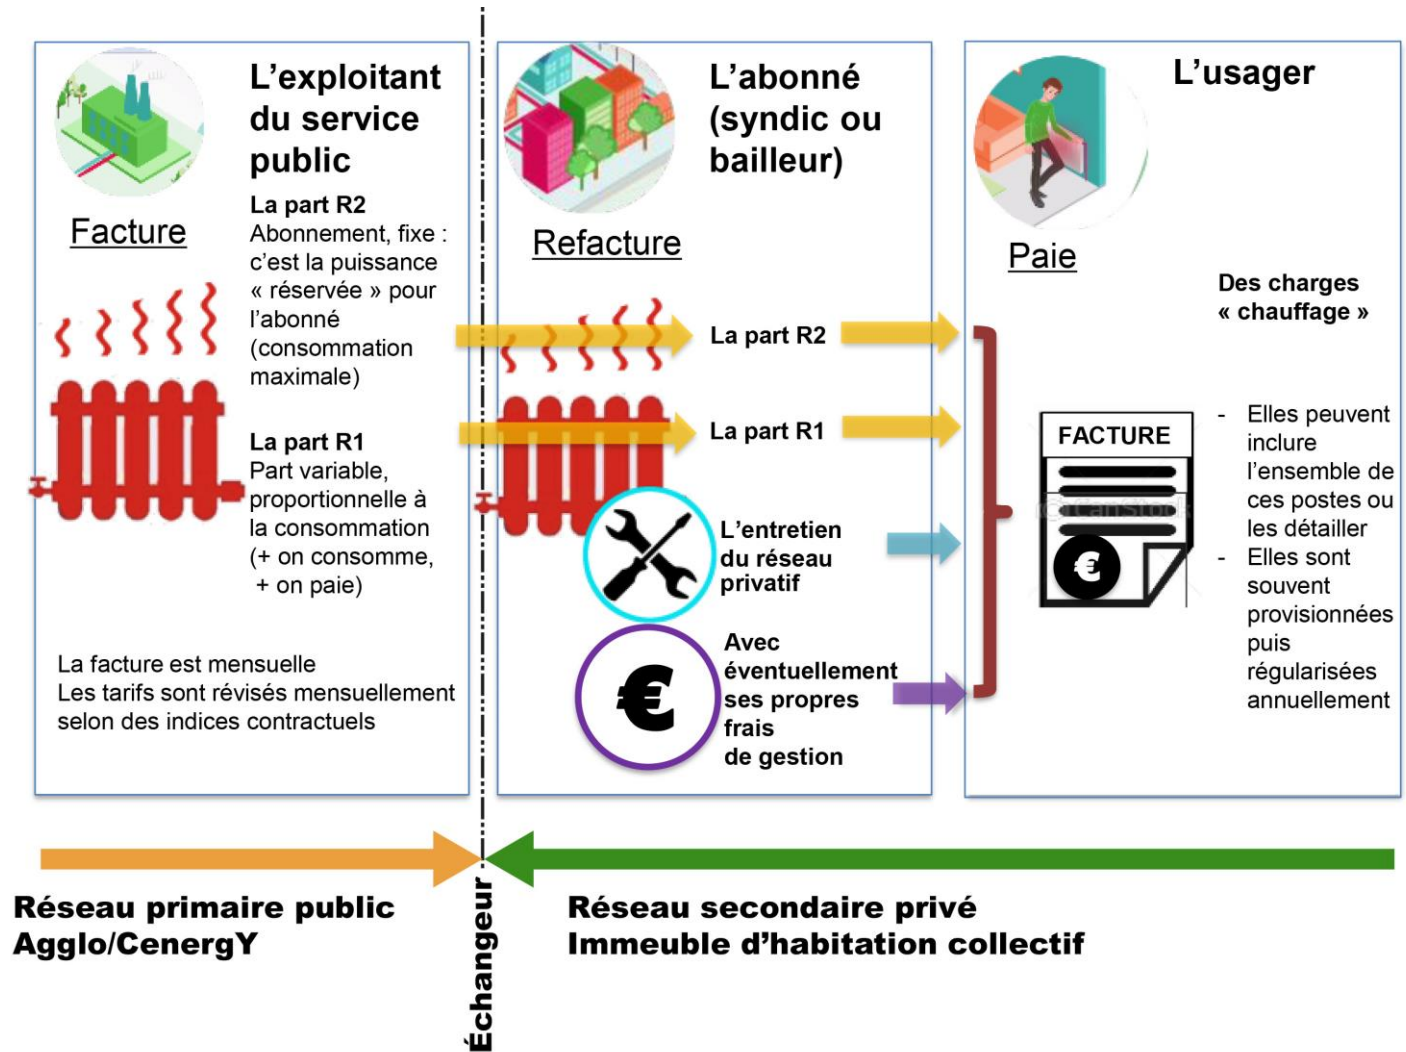 L'exploitant
du service
public
Facture
La part R2
Abonnement, fixe :
c'est la puissance
« réservée » pour
l'abonné
(consommation
maximale)
La part R1
Part variable,
proportionnelle à
la consommation
(+ on consomme,
+ on paie)
La facture est mensuelle
Les tarifs sont révisés mensuellement
selon des indices contractuels
L'abonné
(syndic ou
bailleur)
Refacture
La part R2
La part R1
L'entretien
du réseau
privatif
€
Avec
éventuellement
ses propres
frais
de gestion
L'usager
Paie
Des charges
« chauffage »
FACTURE
CanStock
€
- Elles peuvent
inclure
l'ensemble de
ces postes ou
les détailler
- Elles sont
souvent
provisionnées
puis
régularisées
annuellement
Réseau primaire public
Agglo/CenergY
Échangeur
Réseau secondaire privé
Immeuble d'habitation collectif